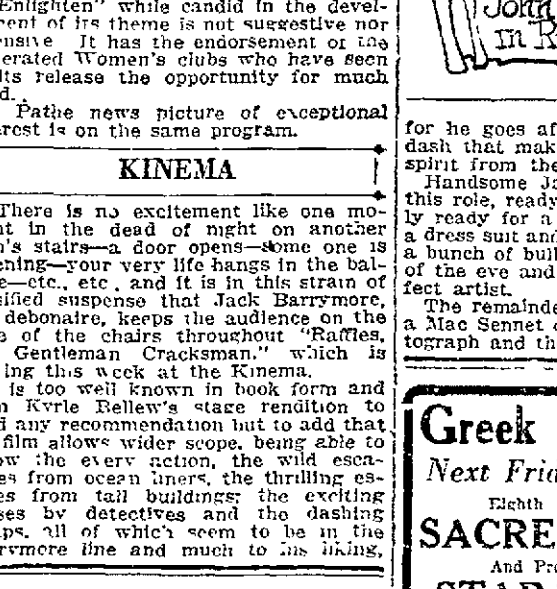 Enlighten" while candid in the devel-
ment of its theme is not suggestive nor
It has the endorsement of the
Women's clubs who have seen
release the opportunity for much
Pathe news picture of exceptional
is on the same program.
KINEMA
There is no excitement like one mo-
in the dead of night on another
stairs—a door opens—some one is
your very life hangs in the bal-
etc., etc., and it is in this strain of
suspense that Jack Barrymore,
debonaire, keeps the audience on the
of the chairs throughout "Raffles,
Gentleman Cracksman." which is
this week at the Kinema.
is too well known in book form and
Kyrle Bellew's stage rendition to
any recommendation but to add that
film allows wider scope, being able to
the every action, the wild esca-
from ocean liners, the thrilling es-
from tall buildings; the exciting
by detectives and the dashing
all of which seem to be in the
line and much to his liking,
John
in R
for he goes af
dash that mak
spirit from the
Handsome Ja
this role, ready
ly ready for a
a dress suit and
a bunch of bull
of the eve and
fect artist.
The remainde
a Mac Sennet c
tograph and th
Greek
Next Frid
Eighth
SACRE
And Pr